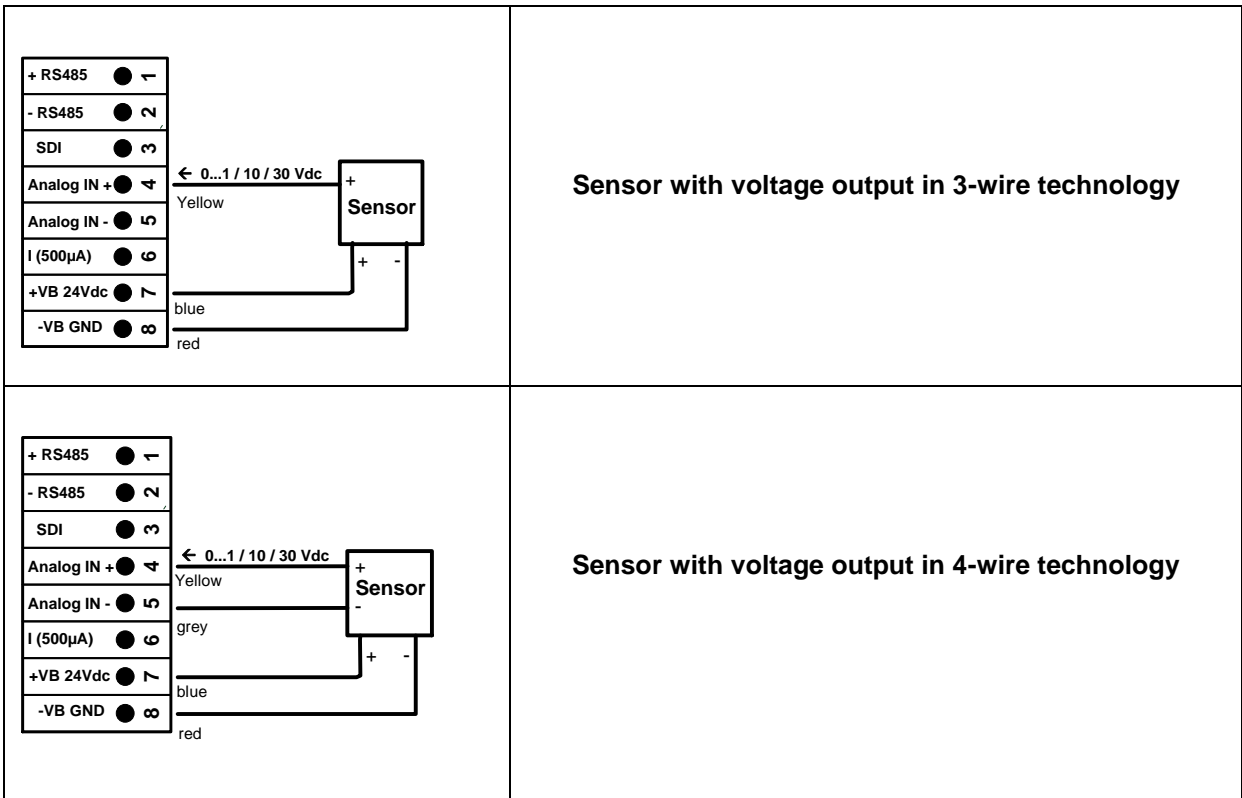 + RS485 1
- RS485 2
SDI 3
Analog IN + 4
Analog IN - 5
I (500µA) 6
+VB 24Vdc 7
-VB GND 8
← 0...1 / 10 / 30 Vdc
Yellow
+
Sensor
+ -
blue
red
Sensor with voltage output in 3-wire technology
+ RS485 1
- RS485 2
SDI 3
Analog IN + 4
Analog IN - 5
I (500µA) 6
+VB 24Vdc 7
-VB GND 8
← 0...1 / 10 / 30 Vdc
Yellow
+
Sensor
-
grey
+ -
blue
red
Sensor with voltage output in 4-wire technology